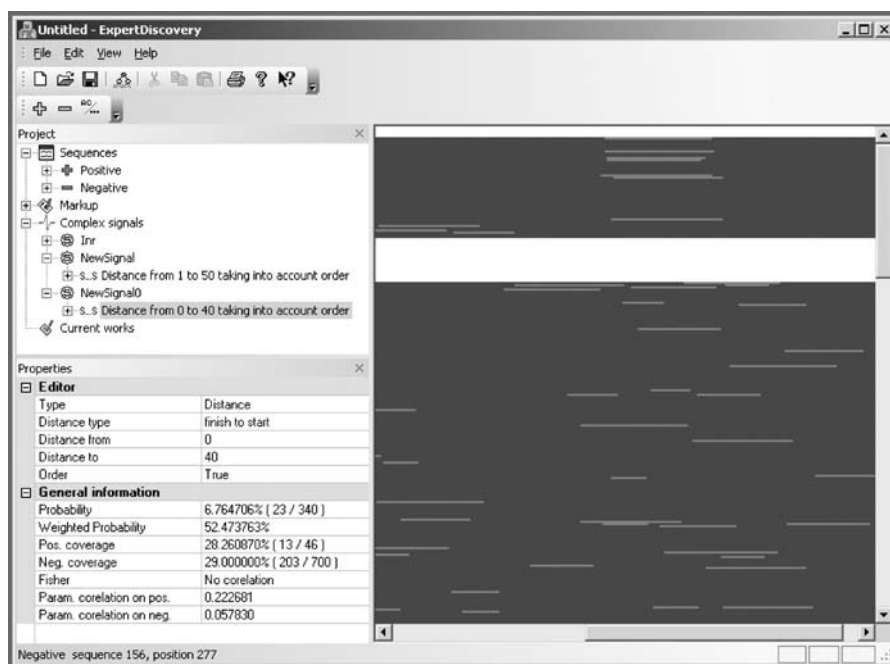 Untitled - ExpertDiscovery
File Edit View Help
Project
Sequences
Positive
Negative
Markup
Complex signals
Inr
NewSignal
S..S Distance from 1 to 50 taking into account order
NewSignal0
S..S Distance from 0 to 40 taking into account order
Current works
Properties
Editor
Type Distance
Distance type finish to start
Distance from 0
Distance to 40
Order True
General information
Probability 6.764706% ( 23 / 340 )
Weighted Probability 52.473763%
Pos. coverage 28.260870% ( 13 / 46 )
Neg. coverage 29.000000% ( 203 / 700 )
Fisher No corelation
Param. corelation on pos. 0.222681
Param. corelation on neg. 0.057830
Negative sequence 156, position 277